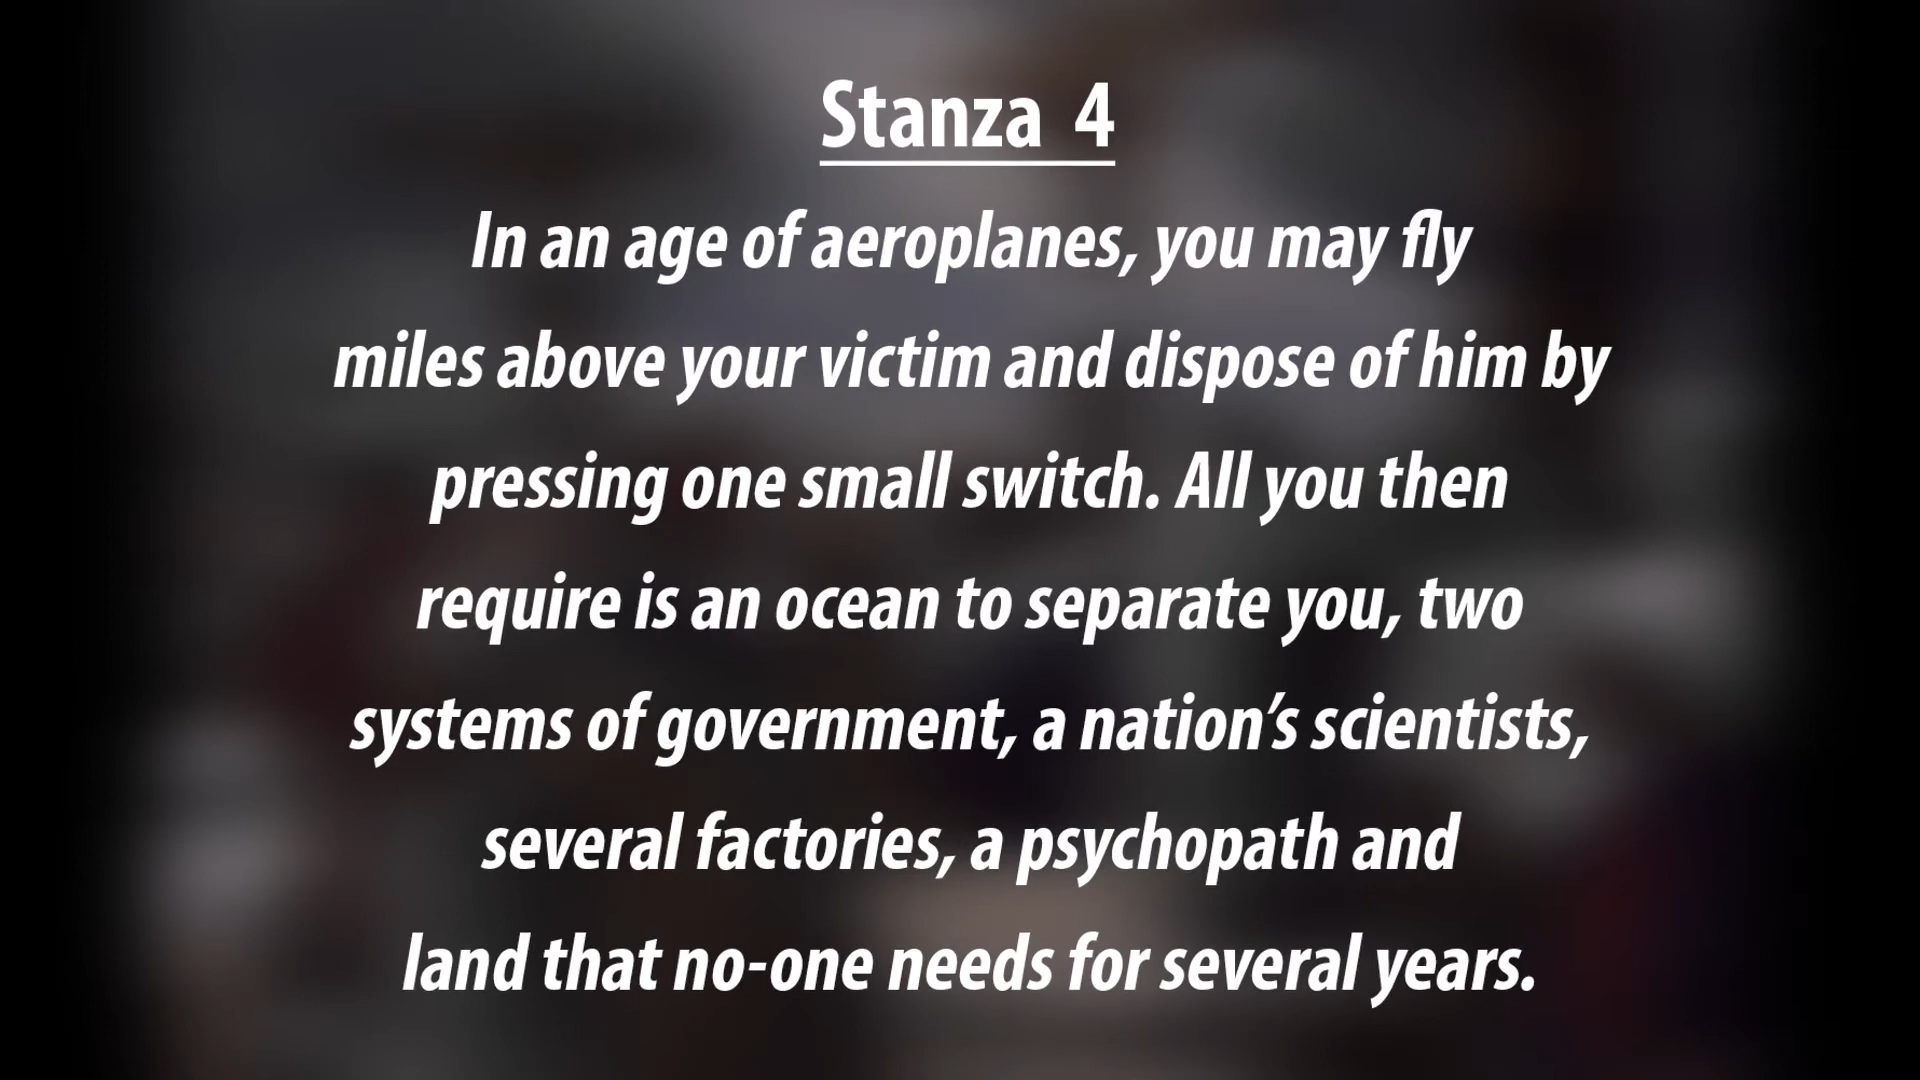 Stanza 4
In an age of aeroplanes, you may fly
miles above your victim and dispose of him by
pressing one small switch. All you then
require is an ocean to separate you, two
systems of government, a nation’s scientists,
several factories, a psychopath and
land that no-one needs for several years.